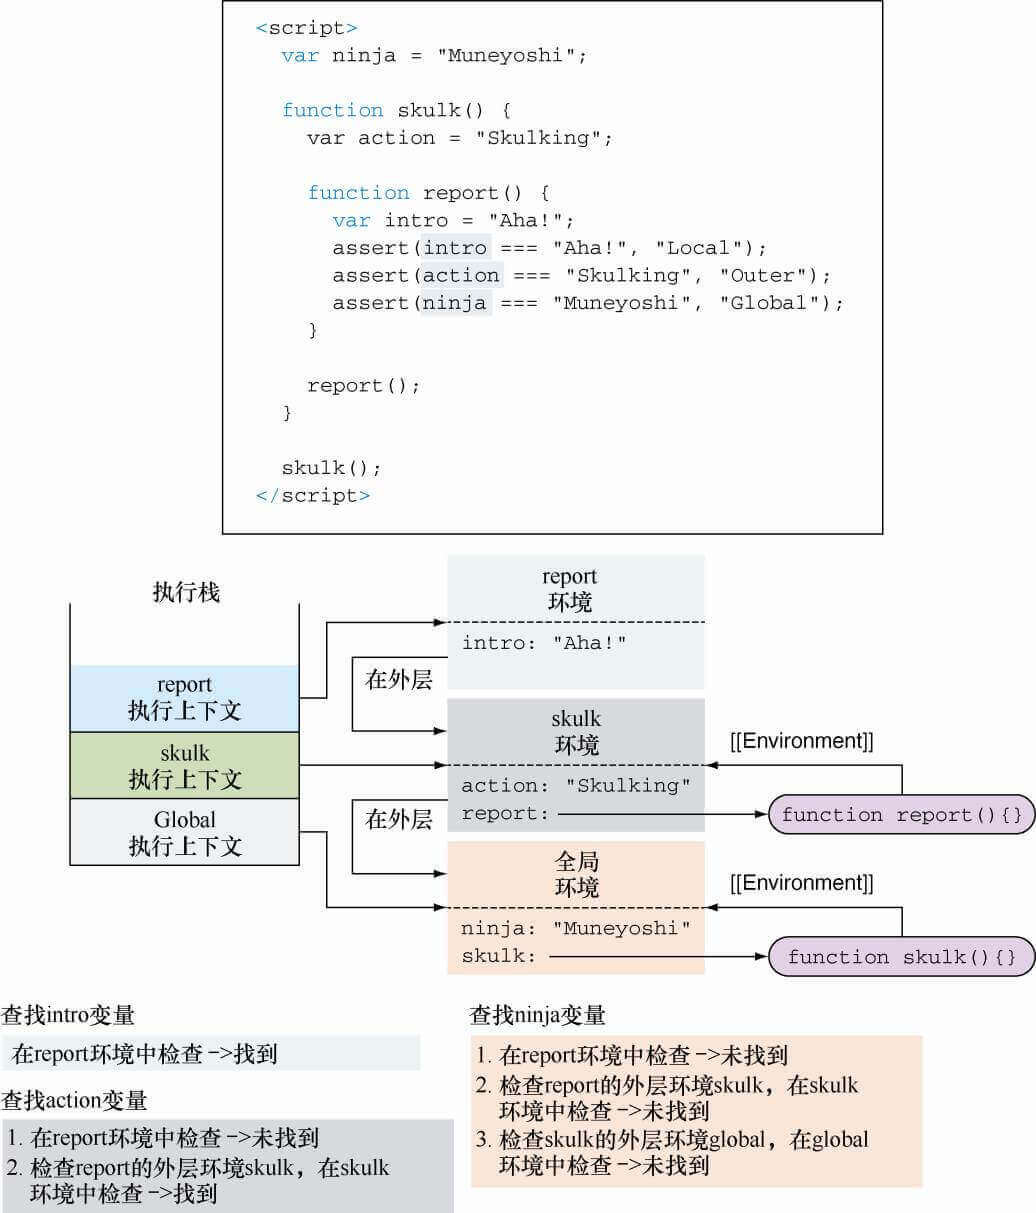 <script>
var ninja = "Muneyoshi";
function skulk() {
var action = "Skulking";
function report() {
var intro = "Aha!";
assert(intro === "Aha!", "Local");
assert(action === "Skulking", "Outer");
assert(ninja === "Muneyoshi", "Global");
}
report();
}
skulk();
</script>
执行栈
report
执行上下文
skulk
执行上下文
Global
执行上下文
report
环境
intro: "Aha!"
在外层
skulk
环境
action: "Skulking"
report:
[[Environment]]
function report(){}
在外层
全局
环境
ninja: "Muneyoshi"
skulk:
[[Environment]]
function skulk(){}
查找intro变量
在report环境中检查->找到
查找action变量
1. 在report环境中检查->未找到
2. 检查report的外层环境skulk，在skulk
环境中检查->找到
查找ninja变量
1. 在report环境中检查->未找到
2. 检查report的外层环境skulk，在skulk
环境中检查->未找到
3. 检查skulk的外层环境global，在global
环境中检查->未找到